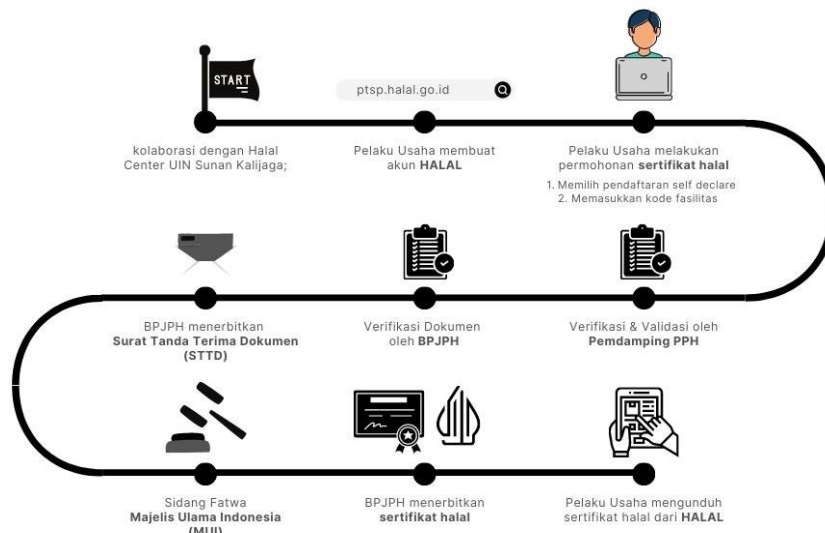 START
ptsp.halal.go.id
kolaborasi dengan Halal
Center UIN Sunan Kalijaga;
Pelaku Usaha membuat
akun HALAL
Pelaku Usaha melakukan
permohonan sertifikat halal
1. Memilih pendaftaran self declare
2. Memasukkan kode fasilitas
Verifikasi & Validasi oleh
Pemdamping PPH
Verifikasi Dokumen
oleh BPJPH
BPJPH menerbitkan
Surat Tanda Terima Dokumen
(STTD)
Sidang Fatwa
Majelis Ulama Indonesia
(MUI)
BPJPH menerbitkan
sertifikat halal
Pelaku Usaha mengunduh
sertifikat halal dari HALAL